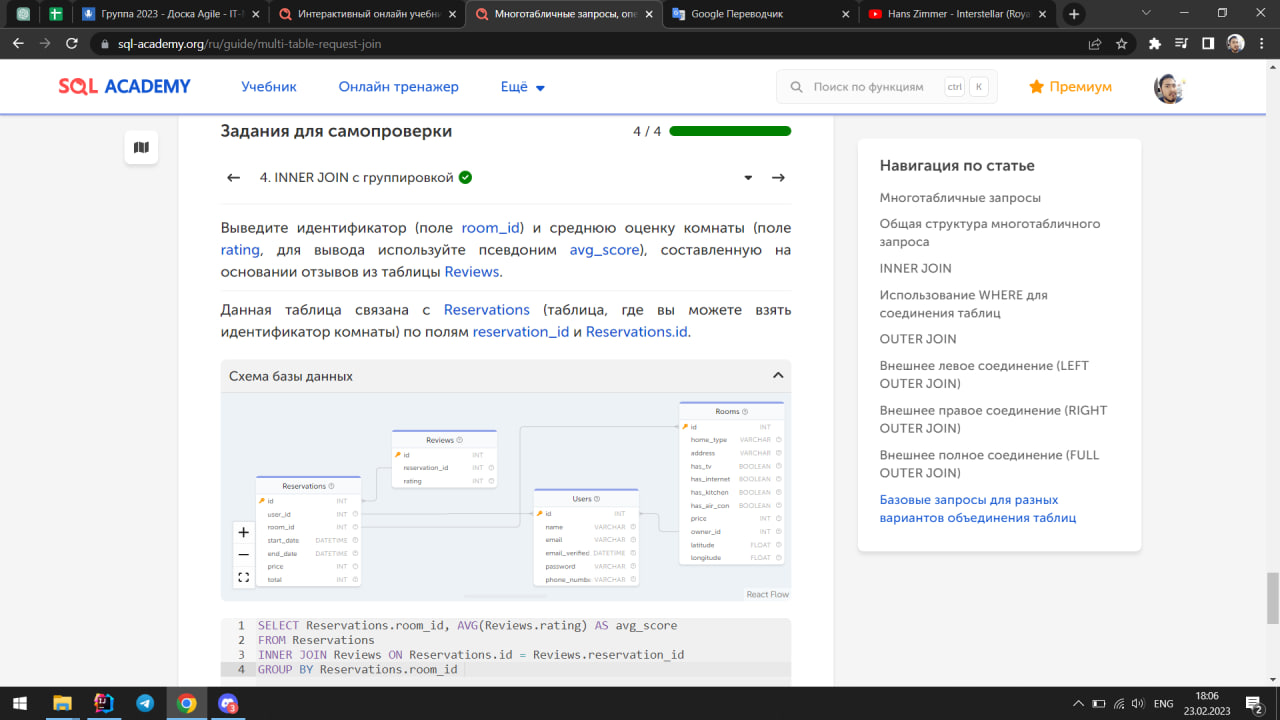 Группа 2023 - Доска Agile - IT-
Интерактивный онлайн учебни
Многотабличные запросы, опе
Google Переводчик
Hans Zimmer - Interstellar (Roya
sql-academy.org/ru/guide/multi-table-request-join
SQL ACADEMY
Учебник
Онлайн тренажер
Ещё
Поиск по функциям
ctrl
K
Премиум
Задания для самопроверки
4 / 4
4. INNER JOIN с группировкой
Выведите идентификатор (поле room_id) и среднюю оценку комнаты (поле
rating, для вывода используйте псевдоним avg_score), составленную на
основании отзывов из таблицы Reviews.
Данная таблица связана с Reservations (таблица, где вы можете взять
идентификатор комнаты) по полям reservation_id и Reservations.id.
Схема базы данных
Reservations
id INT
user_id INT
room_id INT
start_date DATETIME
end_date DATETIME
price INT
total INT
Reviews
id INT
reservation_id INT
rating INT
Users
id INT
name VARCHAR
email VARCHAR
email_verified DATETIME
password VARCHAR
phone_numb VARCHAR
Rooms
id INT
home_type VARCHAR
address VARCHAR
has_tv BOOLEAN
has_internet BOOLEAN
has_kitchen BOOLEAN
has_air_con BOOLEAN
price INT
owner_id INT
latitude FLOAT
longitude FLOAT
React Flow
1 SELECT Reservations.room_id, AVG(Reviews.rating) AS avg_score
2 FROM Reservations
3 INNER JOIN Reviews ON Reservations.id = Reviews.reservation_id
4 GROUP BY Reservations.room_id
Навигация по статье
Многотабличные запросы
Общая структура многотабличного
запроса
INNER JOIN
Использование WHERE для
соединения таблиц
OUTER JOIN
Внешнее левое соединение (LEFT
OUTER JOIN)
Внешнее правое соединение (RIGHT
OUTER JOIN)
Внешнее полное соединение (FULL
OUTER JOIN)
Базовые запросы для разных
вариантов объединения таблиц
3
ENG
18:06
23.02.2023
2